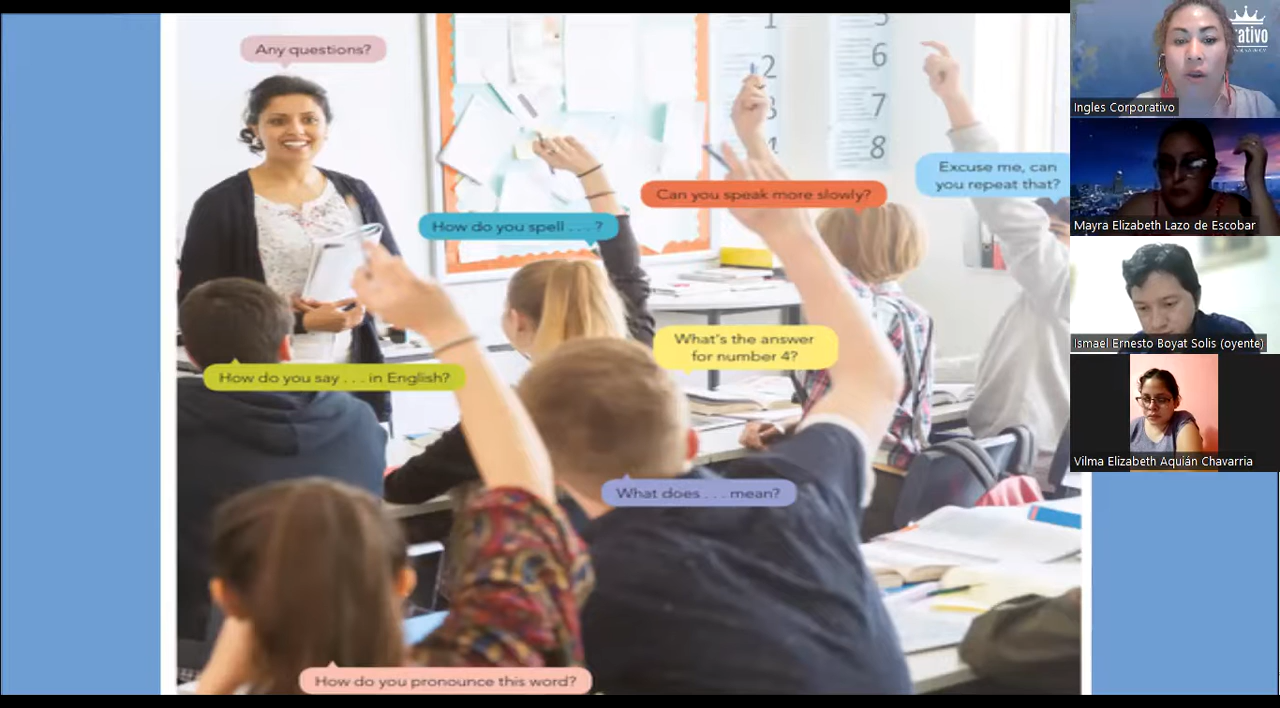 Any questions?
1
2
3
4
5
6
7
8
Excuse me, can
you repeat that?
Can you speak more slowly?
How do you spell . . . ?
What's the answer
for number 4?
How do you say . . . in English?
What does . . . mean?
How do you pronounce this word?
Ingles Corporativo
Mayra Elizabeth Lazo de Escobar
Ismael Ernesto Boyat Solis (oyente)
Vilma Elizabeth Aquián Chavarria